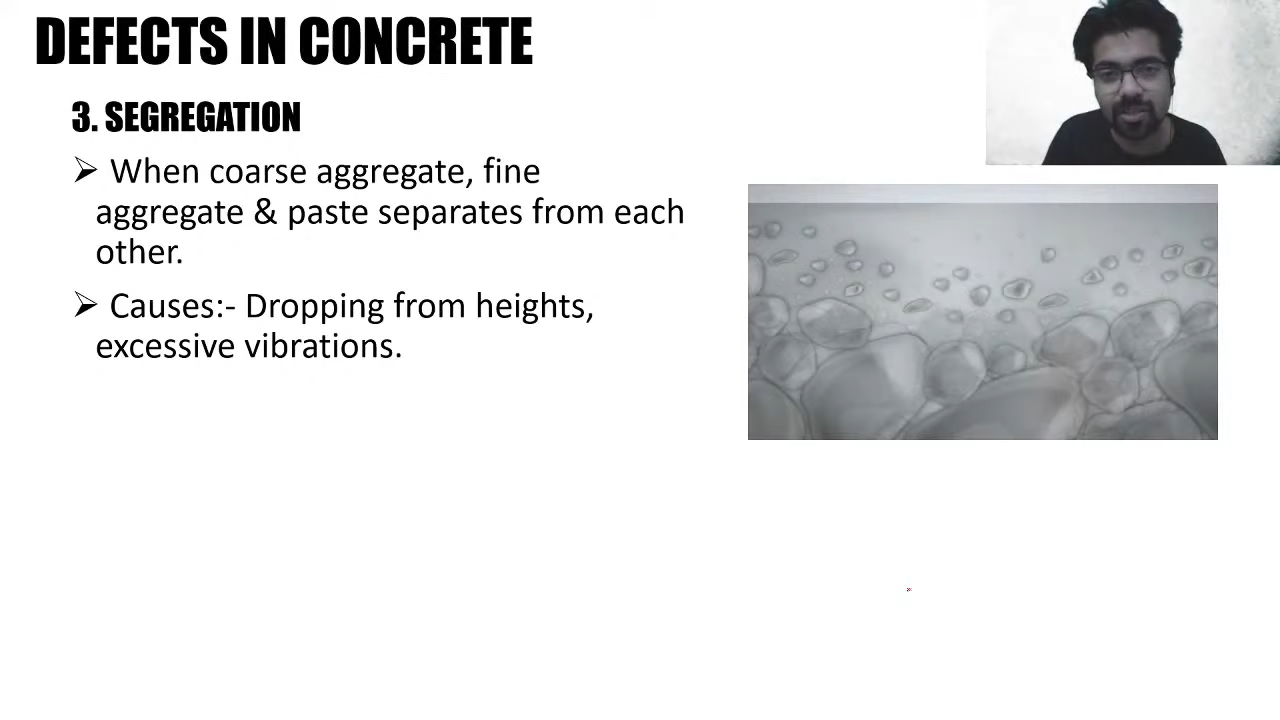 DEFECTS IN CONCRETE
3. SEGREGATION
➢ When coarse aggregate, fine
aggregate & paste separates from each
other.
➢ Causes:- Dropping from heights,
excessive vibrations.